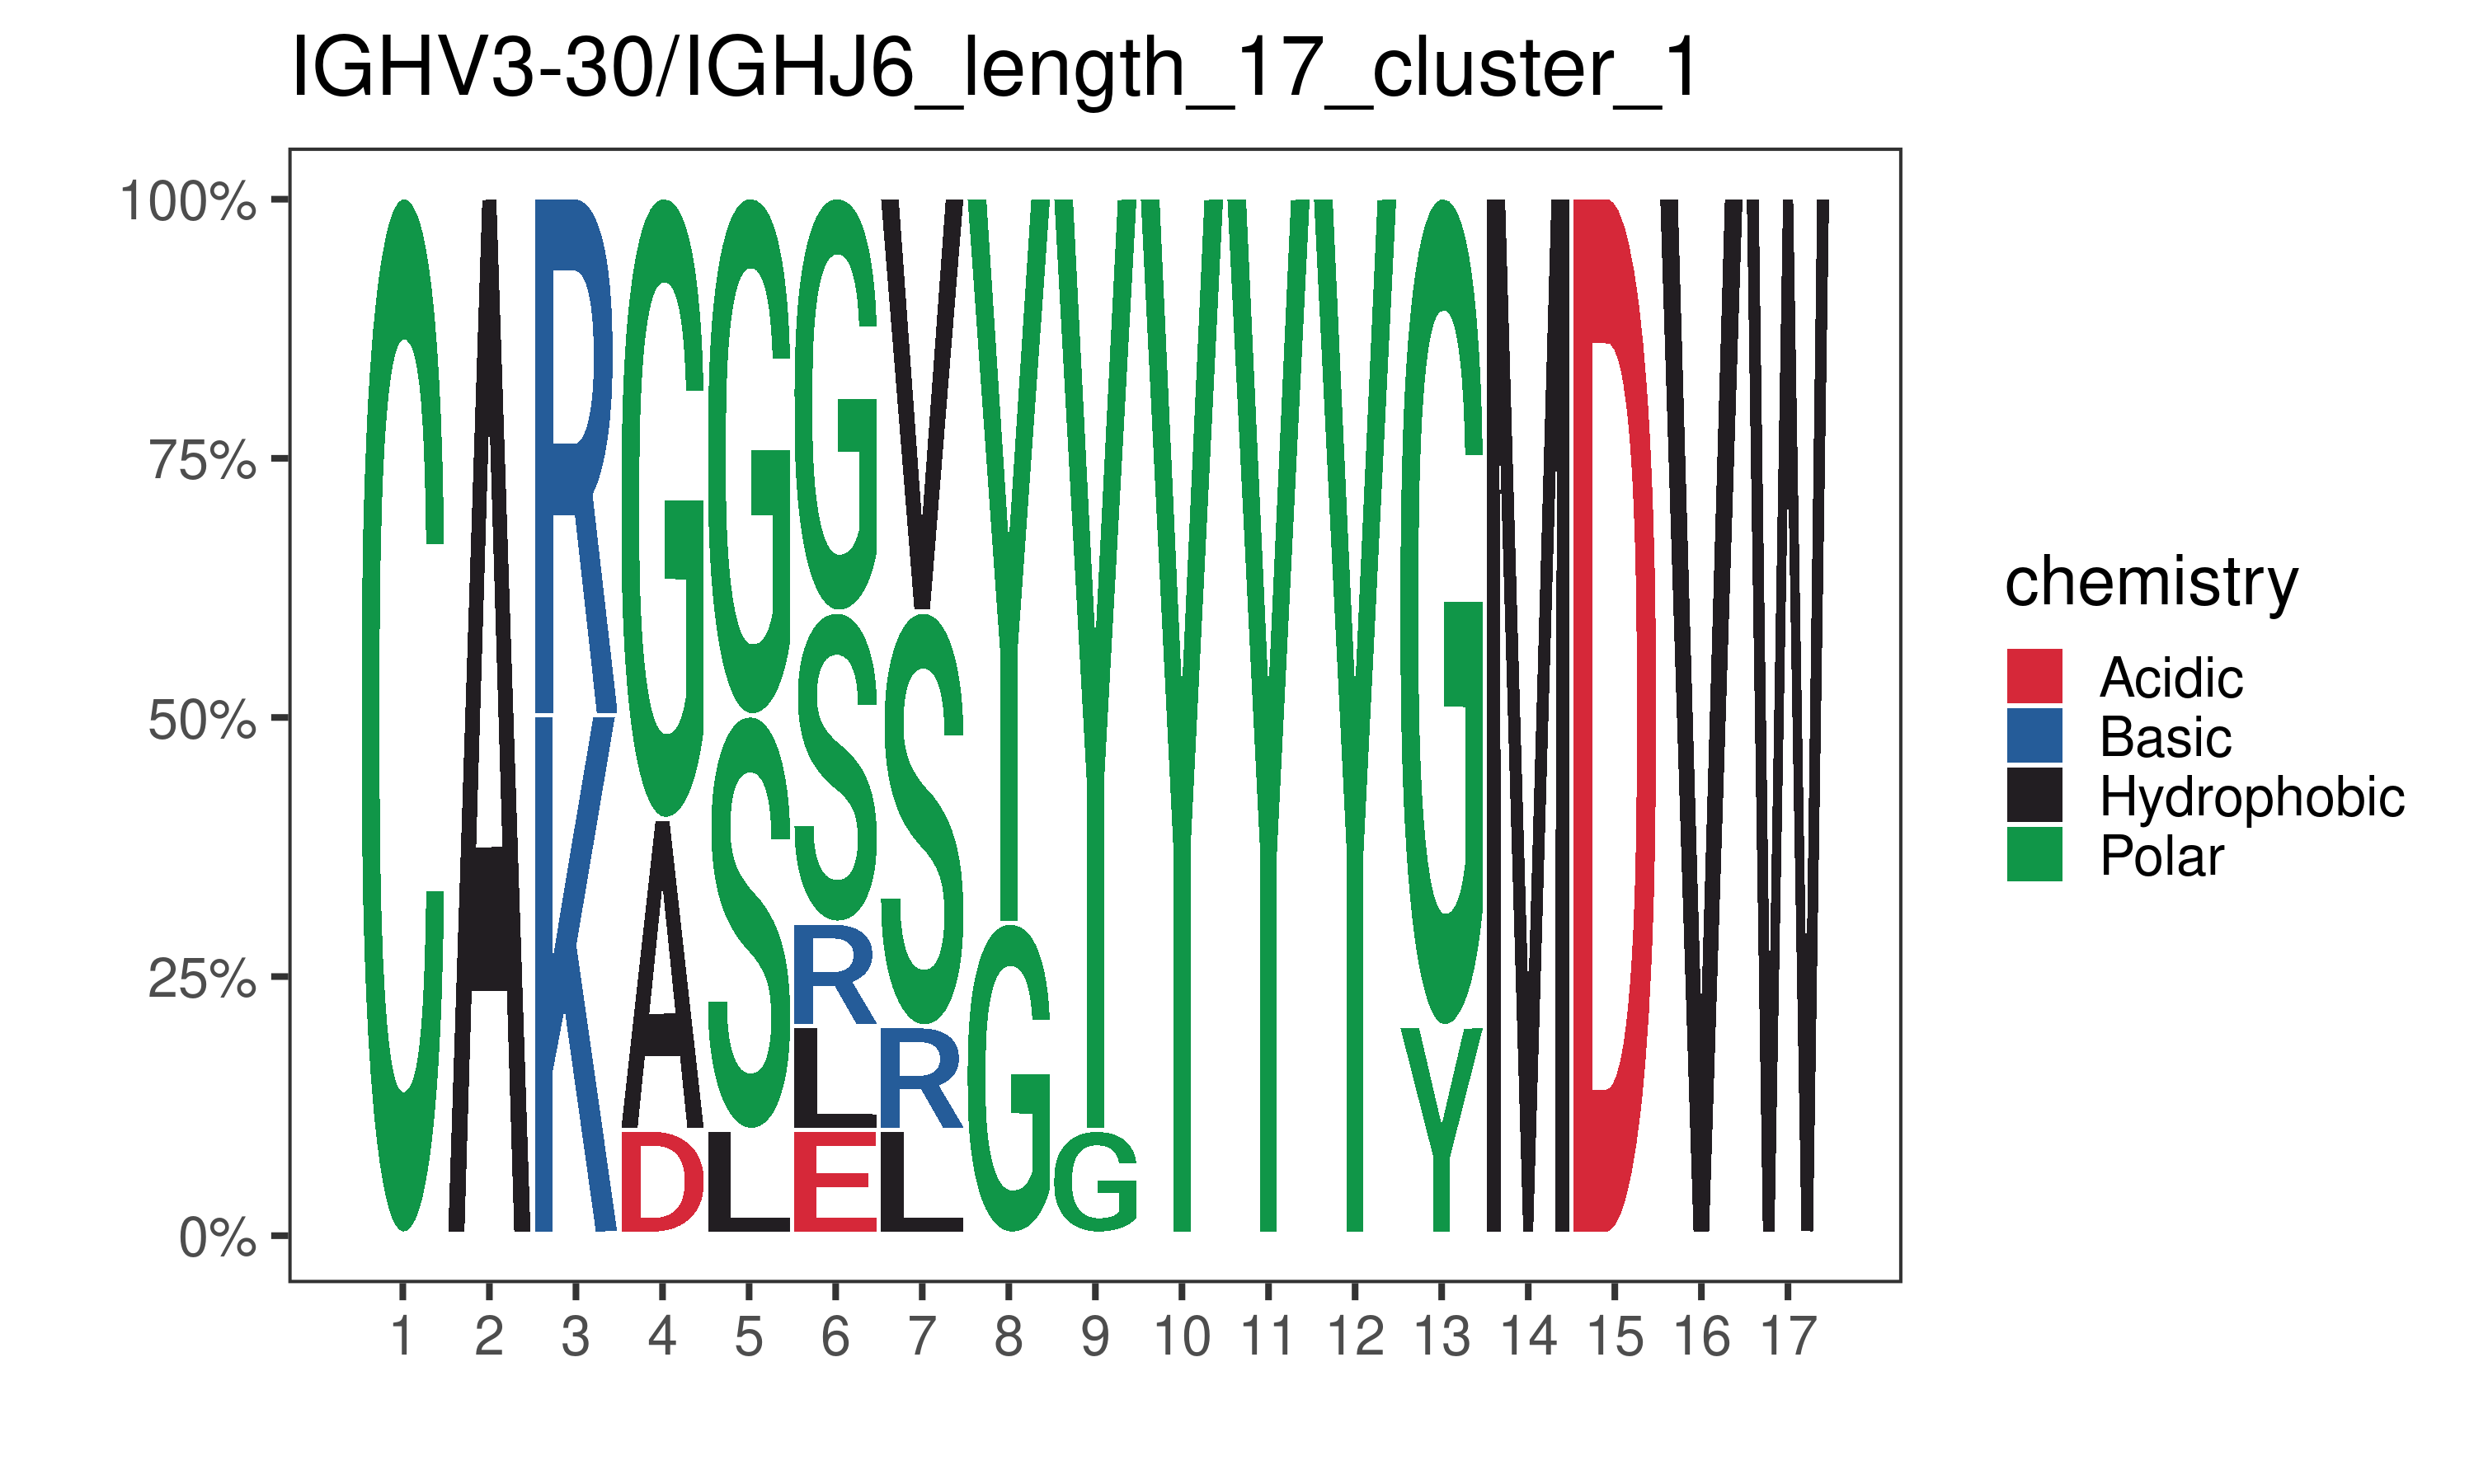 IGHV3-30/IGHJ6_length_17_cluster_1
100%
75%
50%
25%
0%
C
A
R
K
G
A
D
G
S
L
G
S
R
L
E
V
S
R
L
Y
G
Y
G
Y
Y
Y
G
Y
M
D
V
W
1 2 3 4 5 6 7 8 9 10 11 12 13 14 15 16 17
chemistry
Acidic
Basic
Hydrophobic
Polar